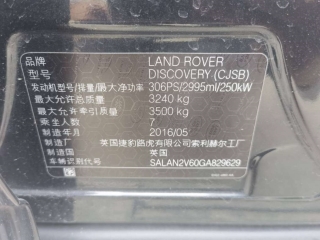 品牌 LAND ROVER
型号 DISCOVERY (CJSB)
发动机型号/排量/最大净功率 306PS/2995ml/250kW
最大允许总质量 3240 kg
最大允许牵引质量 3500 kg
乘坐人数 7
制造年月 2016/05
生产厂名 英国捷豹路虎有限公司索利赫尔工厂
国 英国
车辆识别代号 SALAN2V60GA829629